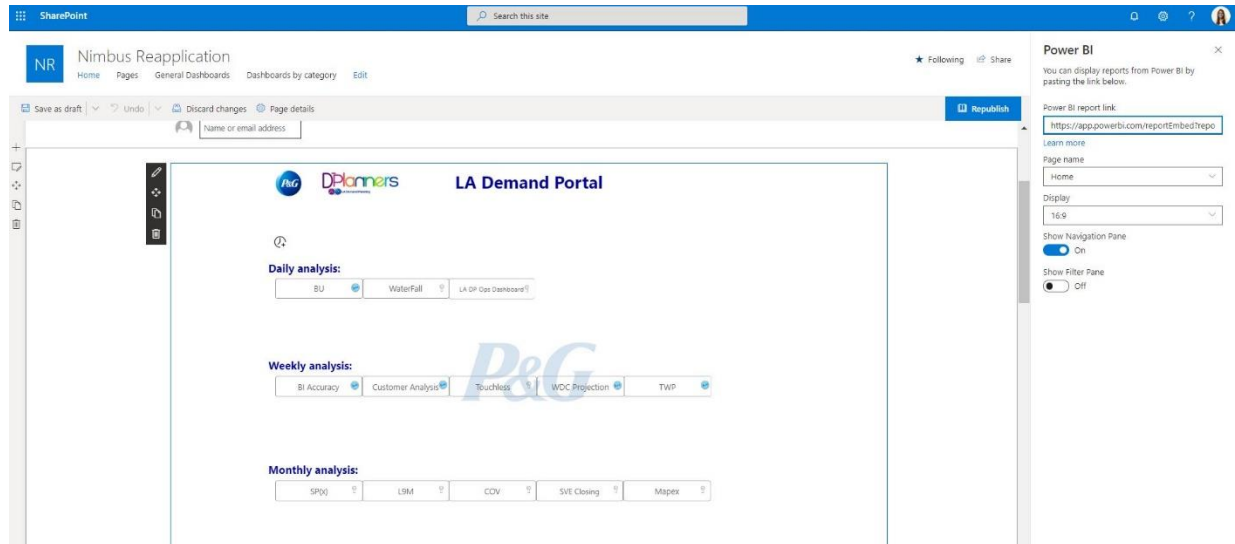 SharePoint
Search this site
?
NR
Nimbus Reapplication
Home Pages General Dashboards Dashboards by category Edit
Following Share
Save as draft Undo Discard changes Page details Republish
Name or email address
P&G DPlanners LA Demand Portal
Daily analysis:
BU WaterFall LA DP Ops Dashboard
P&G
Weekly analysis:
BI Accuracy Customer Analysis Touchless WDC Projection TWP
Monthly analysis:
SP(x) L9M COV SVE Closing Mapex
Power BI
You can display reports from Power BI by
pasting the link below.
Power BI report link
https://app.powerbi.com/reportEmbed?repo
Learn more
Page name
Home
Display
16:9
Show Navigation Pane
On
Show Filter Pane
Off